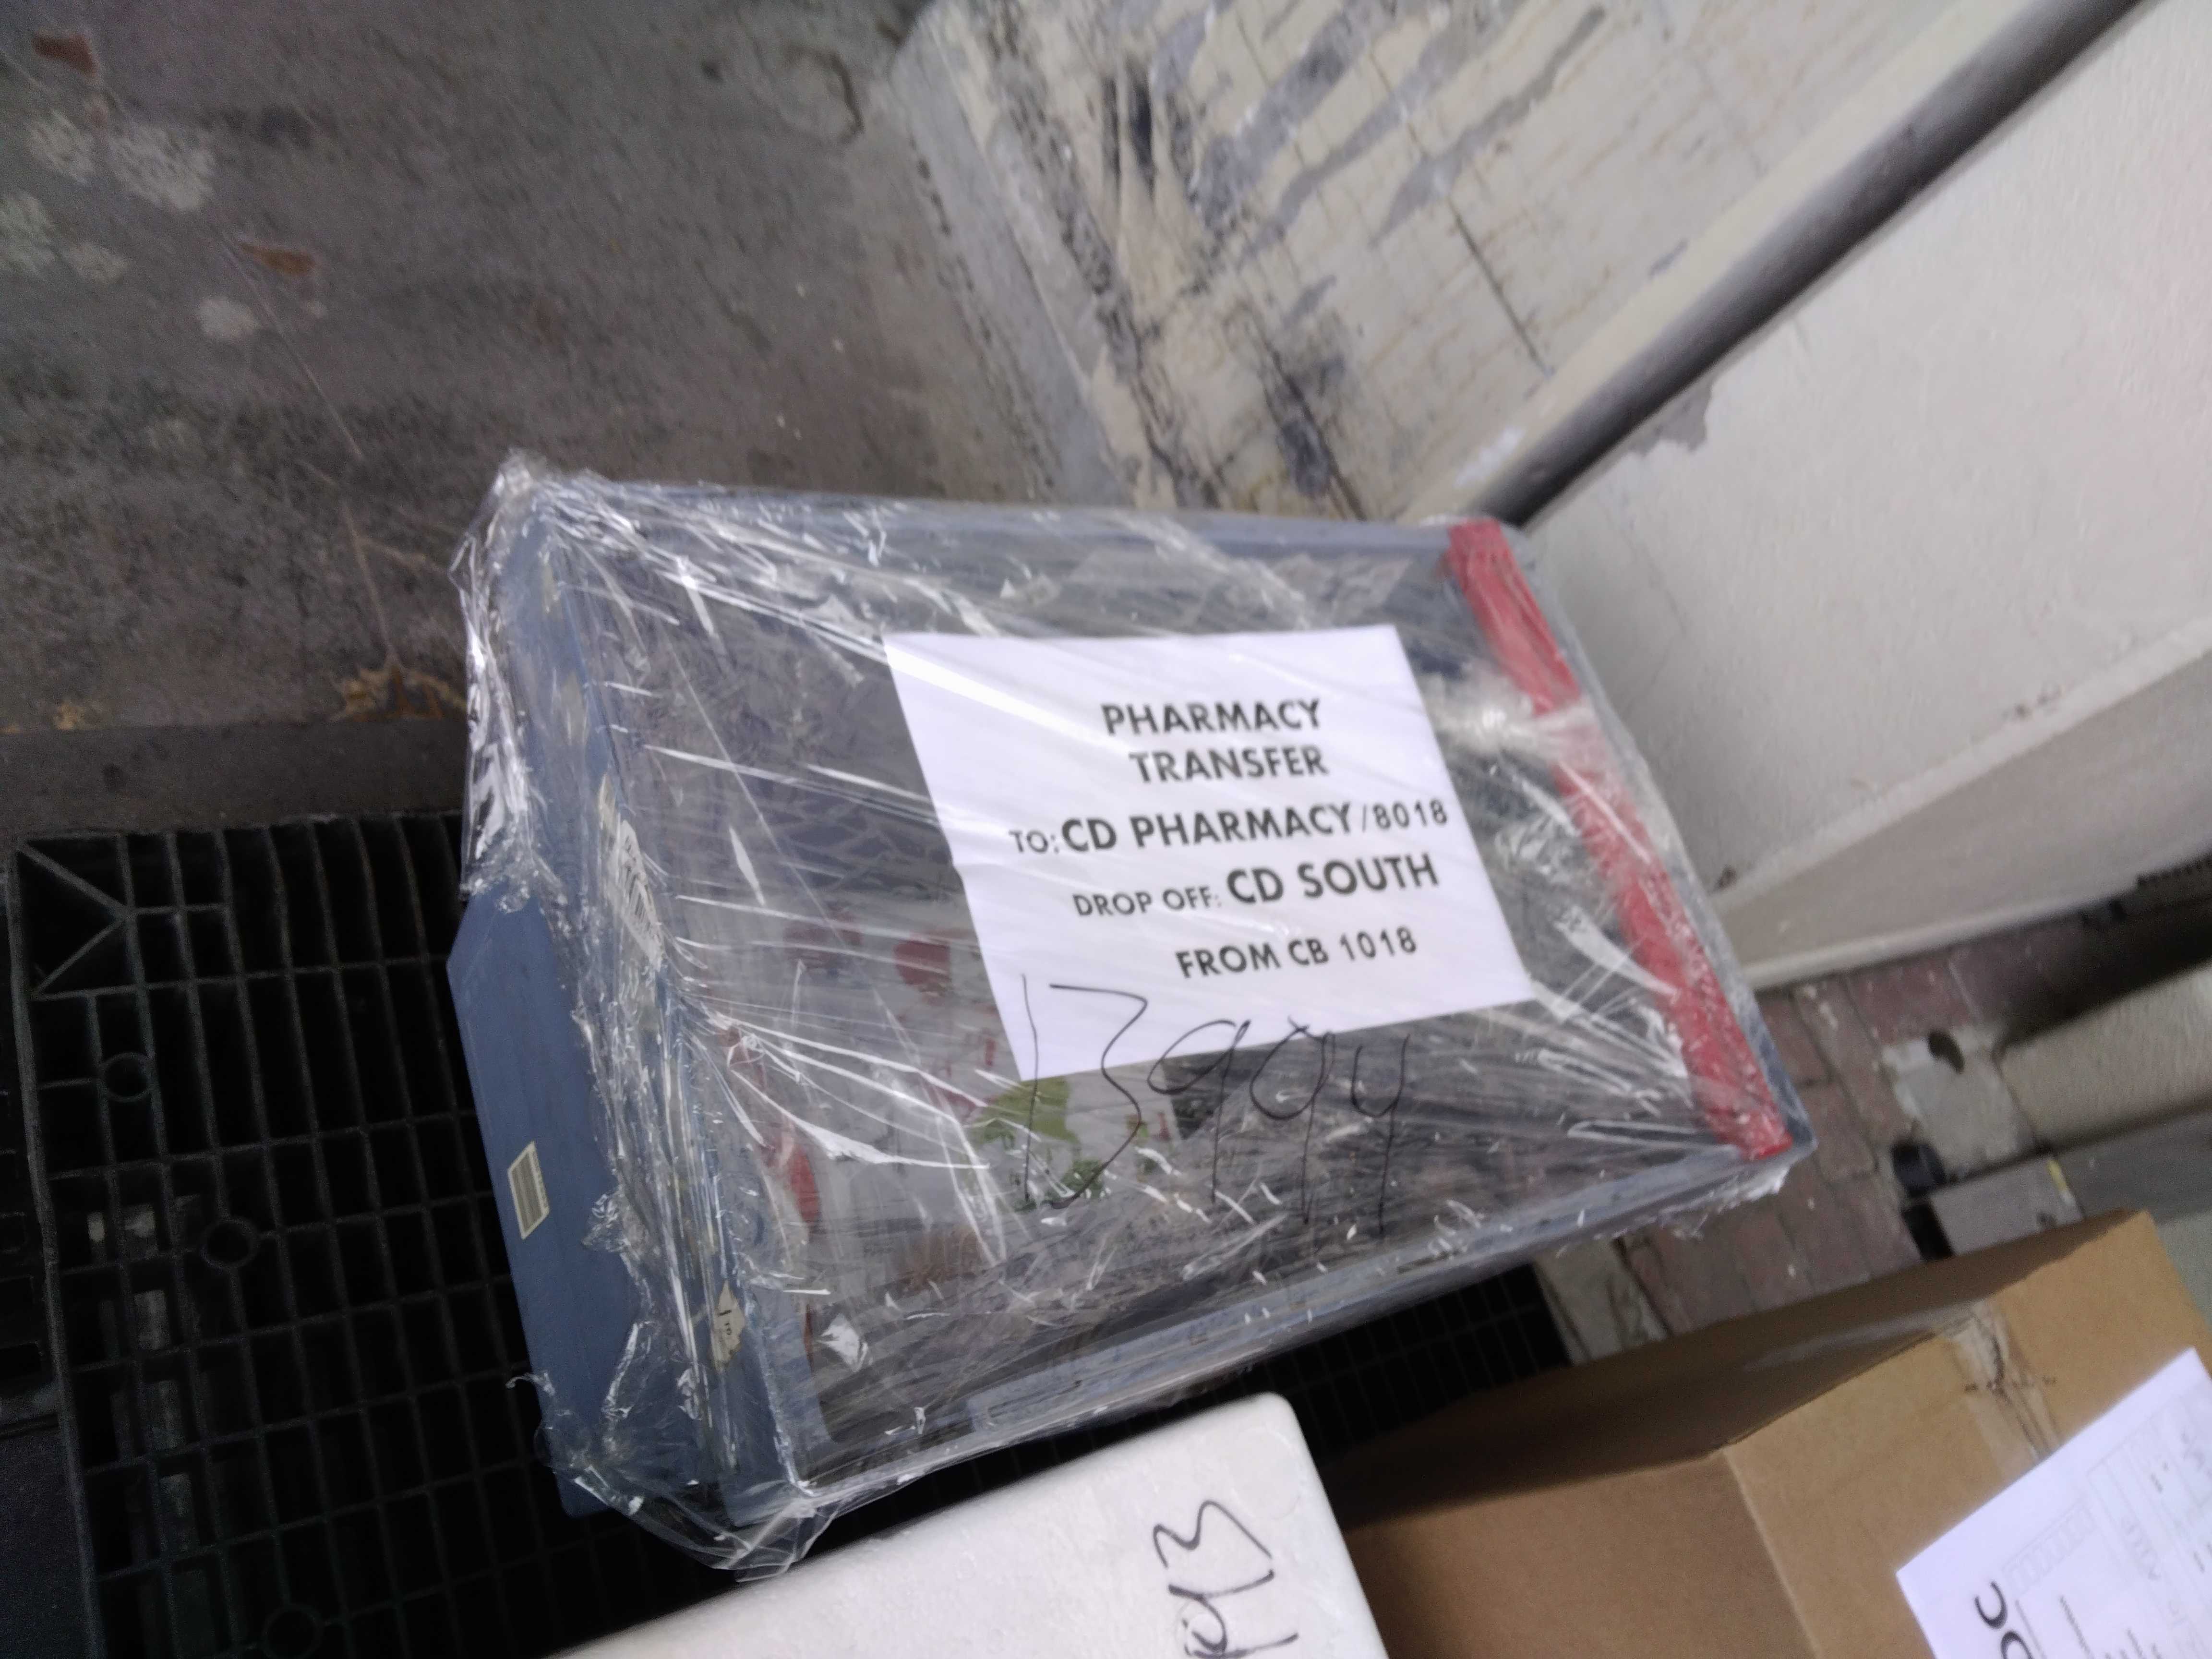 PHARMACY
TRANSFER
TO: CD PHARMACY/8018
DROP OFF: CD SOUTH
FROM CB 1018
13994